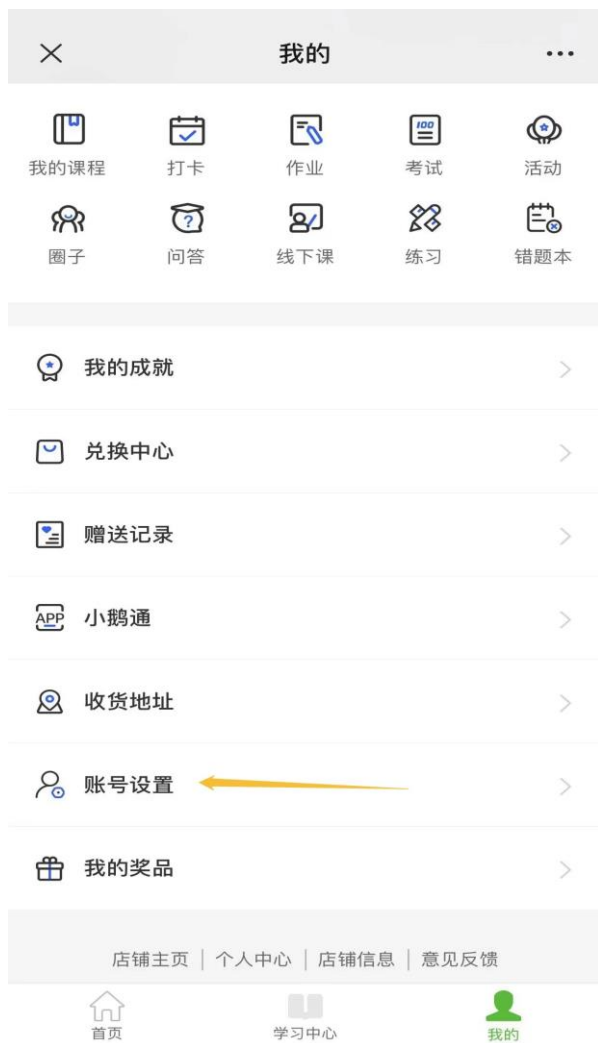 我的
我的课程 打卡 作业 考试 活动
圈子 问答 线下课 练习 错题本
我的成就
兑换中心
赠送记录
APP 小鹅通
收货地址
账号设置
我的奖品
店铺主页 | 个人中心 | 店铺信息 | 意见反馈
首页 学习中心 我的